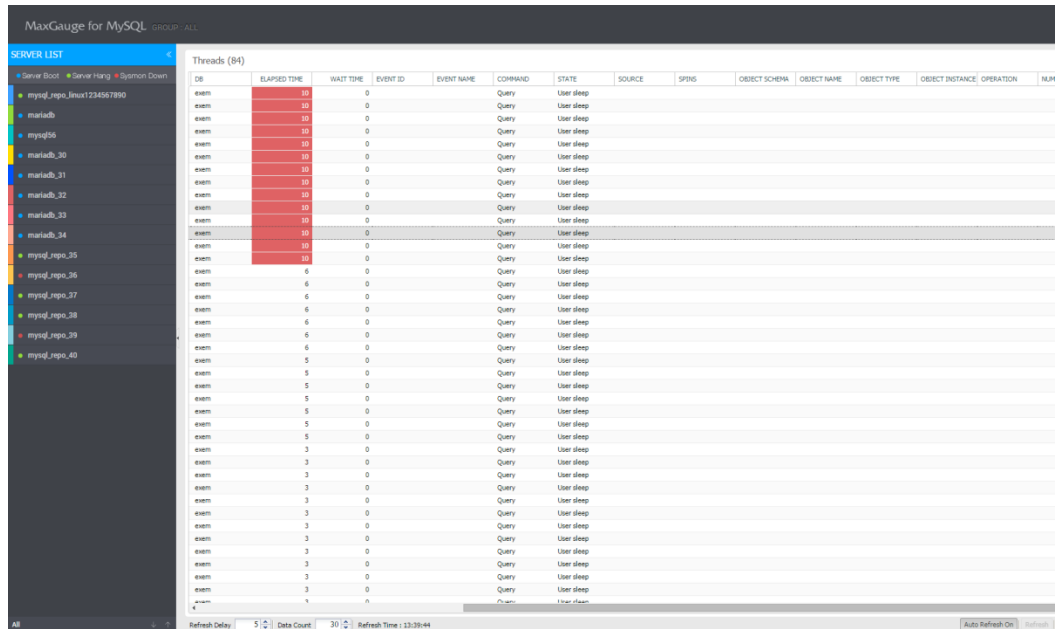 MaxGauge for MySQL GROUP : ALL
SERVER LIST «
Server Boot Server Hang Sysmon Down
mysql_repo_linux1234567890
mariadb
mysql56
mariadb_30
mariadb_31
mariadb_32
mariadb_33
mariadb_34
mysql_repo_35
mysql_repo_36
mysql_repo_37
mysql_repo_38
mysql_repo_39
mysql_repo_40
All
Threads (84)
DB ELAPSED TIME WAIT TIME EVENT ID EVENT NAME COMMAND STATE SOURCE SPINS OBJECT SCHEMA OBJECT NAME OBJECT TYPE OBJECT INSTANCE OPERATION NUM
exem 10 0 Query User sleep
exem 10 0 Query User sleep
exem 10 0 Query User sleep
exem 10 0 Query User sleep
exem 10 0 Query User sleep
exem 10 0 Query User sleep
exem 10 0 Query User sleep
exem 10 0 Query User sleep
exem 10 0 Query User sleep
exem 10 0 Query User sleep
exem 10 0 Query User sleep
exem 10 0 Query User sleep
exem 10 0 Query User sleep
exem 10 0 Query User sleep
exem 6 0 Query User sleep
exem 6 0 Query User sleep
exem 6 0 Query User sleep
exem 6 0 Query User sleep
exem 6 0 Query User sleep
exem 6 0 Query User sleep
exem 6 0 Query User sleep
exem 5 0 Query User sleep
exem 5 0 Query User sleep
exem 5 0 Query User sleep
exem 5 0 Query User sleep
exem 5 0 Query User sleep
exem 5 0 Query User sleep
exem 5 0 Query User sleep
exem 3 0 Query User sleep
exem 3 0 Query User sleep
exem 3 0 Query User sleep
exem 3 0 Query User sleep
exem 3 0 Query User sleep
exem 3 0 Query User sleep
exem 3 0 Query User sleep
exem 3 0 Query User sleep
exem 3 0 Query User sleep
exem 3 0 Query User sleep
exem 3 0 Query User sleep
exem 3 0 Query User sleep
Refresh Delay 5 Data Count 30 Refresh Time : 13:39:44 Auto Refresh On Refresh